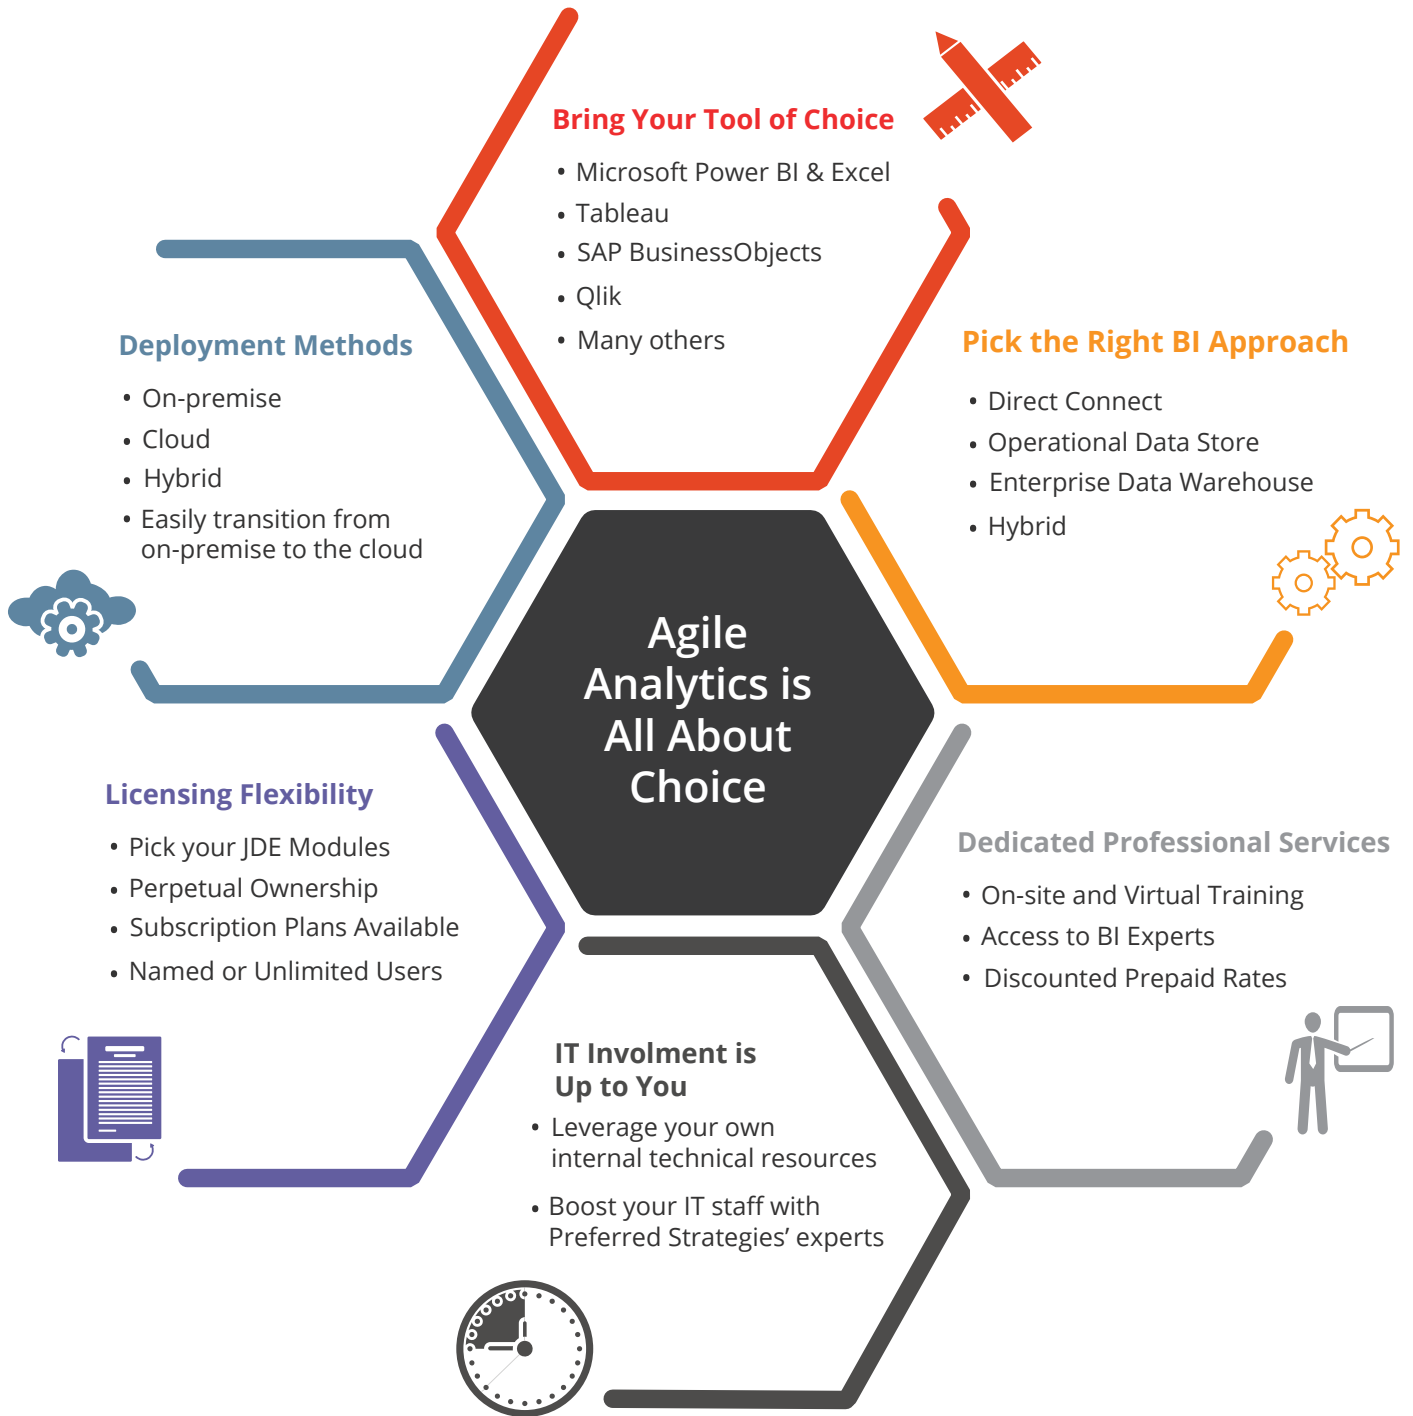 Bring Your Tool of Choice
• Microsoft Power BI & Excel
• Tableau
• SAP BusinessObjects
• Qlik
• Many others
Deployment Methods
• On-premise
• Cloud
• Hybrid
• Easily transition from
on-premise to the cloud
Pick the Right BI Approach
• Direct Connect
• Operational Data Store
• Enterprise Data Warehouse
• Hybrid
Agile
Analytics is
All About
Choice
Licensing Flexibility
• Pick your JDE Modules
• Perpetual Ownership
• Subscription Plans Available
• Named or Unlimited Users
Dedicated Professional Services
• On-site and Virtual Training
• Access to BI Experts
• Discounted Prepaid Rates
IT Involment is
Up to You
• Leverage your own
internal technical resources
• Boost your IT staff with
Preferred Strategies’ experts